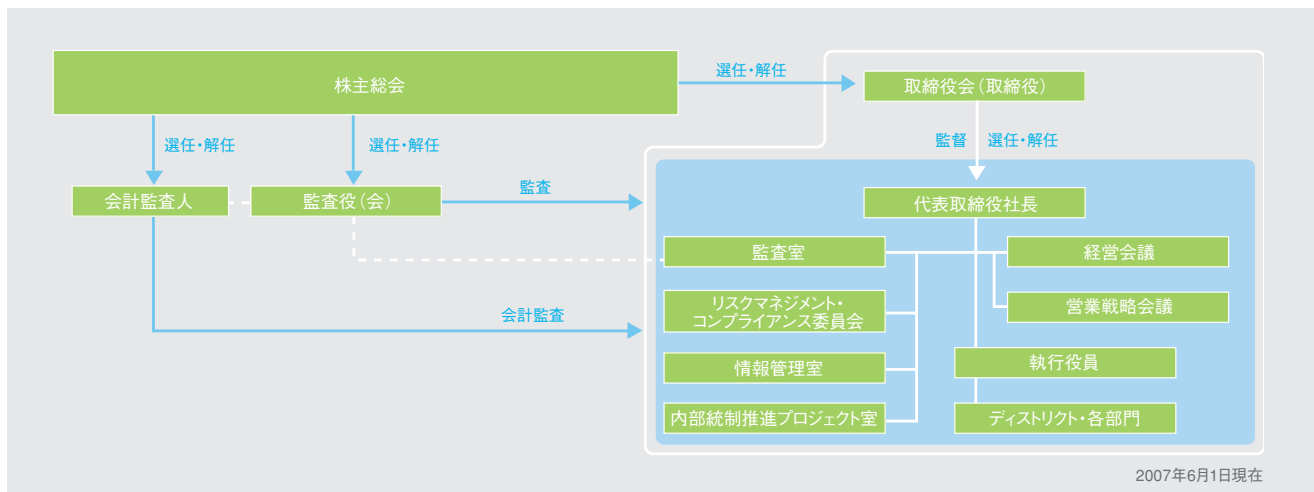 株主総会
選任・解任
取締役会（取締役）
選任・解任
選任・解任
監督
選任・解任
会計監査人
監査役（会）
監査
代表取締役社長
監査室
経営会議
リスクマネジメント・
コンプライアンス委員会
営業戦略会議
会計監査
情報管理室
執行役員
内部統制推進プロジェクト室
ディストリクト・各部門
2007年6月1日現在